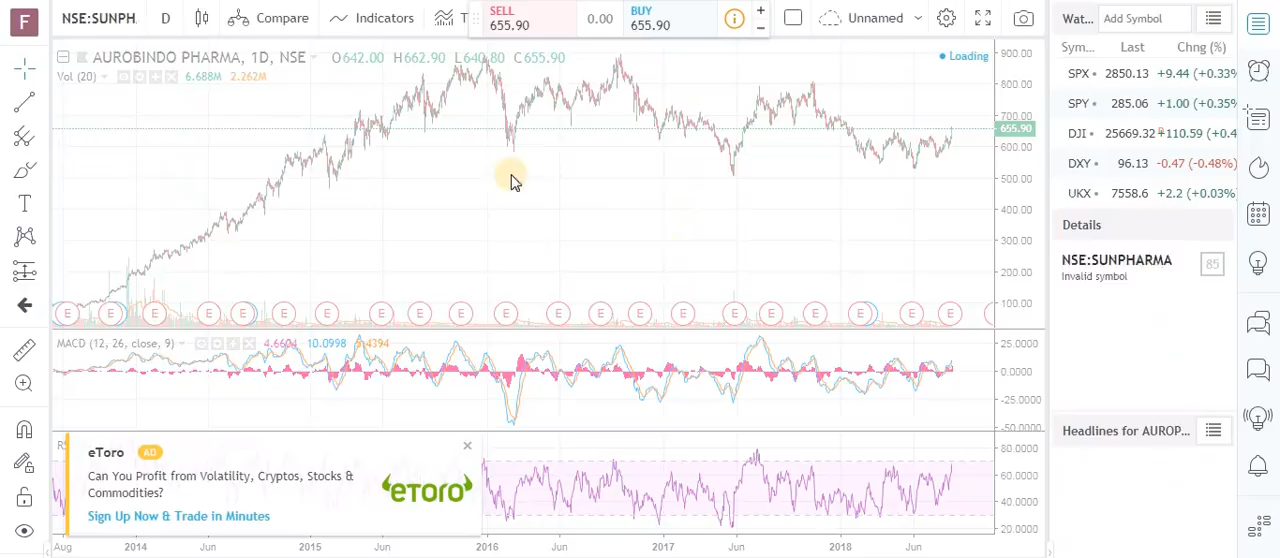 F
NSE:SUNPH.
D
Compare
Indicators
T
SELL
655.90
0.00
BUY
655.90
+
−
Unnamed
AUROBINDO PHARMA, 1D, NSE
O642.00 H662.90 L640.80 C655.90
Loading
Vol (20) 6.688M 2.262M
900.00
800.00
700.00
655.90
600.00
500.00
400.00
300.00
200.00
100.00
E E E E E E E E E E E E E E E E E E E E
MACD (12, 26, close, 9) 4.6604 10.0998
25.0000
0.0000
-25.0000
-50.0000
eToro AD
Can You Profit from Volatility, Cryptos, Stocks &
Commodities?
Sign Up Now & Trade in Minutes
eToro
80.0000
60.0000
40.0000
20.0000
Aug 2014 Jun 2015 Jun 2016 Jun 2017 Jun 2018 Jun
Wat... Add Symbol
Sym... Last Chng (%)
SPX 2850.13 +9.44 (+0.33%
SPY 285.06 +1.00 (+0.35%
DJI 25669.32 +110.59 (+0.4
DXY 96.13 -0.47 (-0.48%)
UKX 7558.6 +2.2 (+0.03%)
Details
NSE:SUNPHARMA
Invalid symbol
85
Headlines for AUROP...